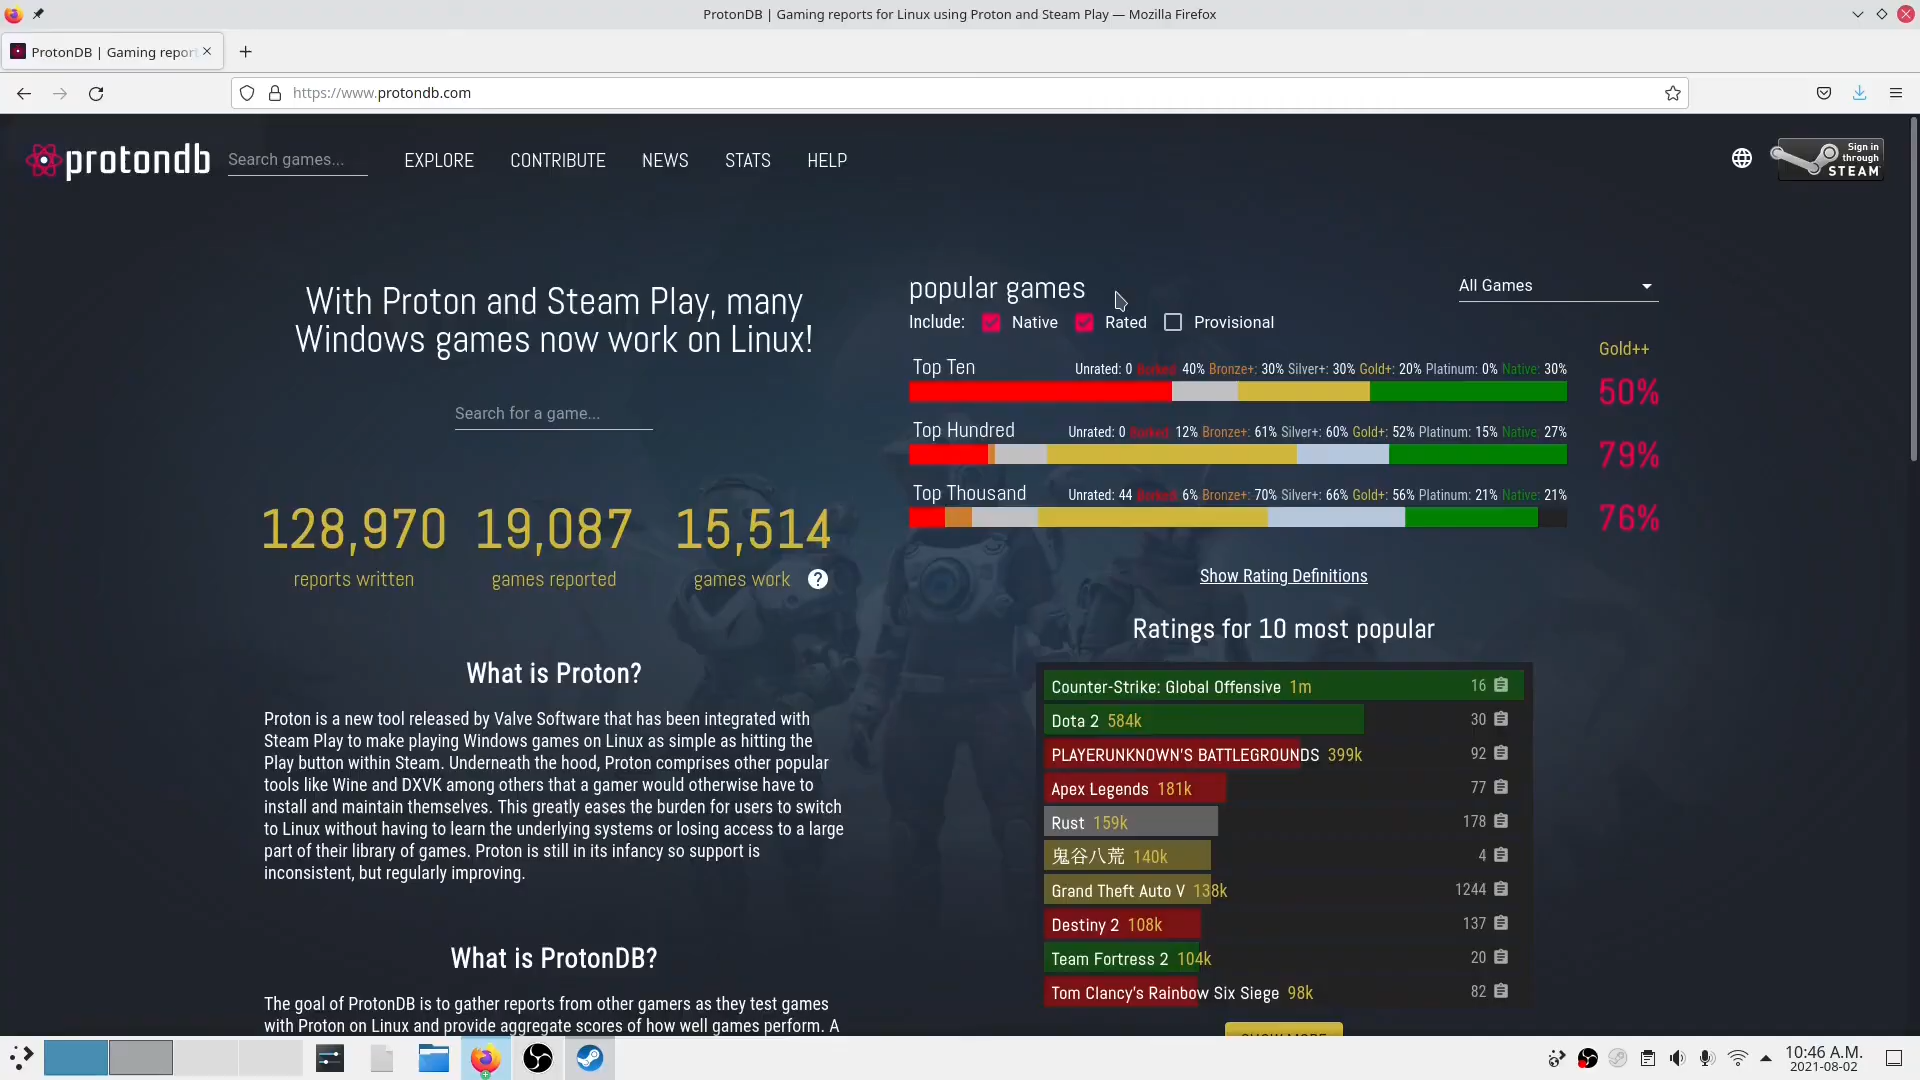 ProtonDB | Gaming reports for Linux using Proton and Steam Play — Mozilla Firefox
ProtonDB | Gaming repor
https://www.protondb.com
protondb
Search games...
EXPLORE
CONTRIBUTE
NEWS
STATS
HELP
Sign in
through
STEAM
With Proton and Steam Play, many
Windows games now work on Linux!
Search for a game...
128,970
reports written
19,087
games reported
15,514
games work ?
What is Proton?
Proton is a new tool released by Valve Software that has been integrated with
Steam Play to make playing Windows games on Linux as simple as hitting the
Play button within Steam. Underneath the hood, Proton comprises other popular
tools like Wine and DXVK among others that a gamer would otherwise have to
install and maintain themselves. This greatly eases the burden for users to switch
to Linux without having to learn the underlying systems or losing access to a large
part of their library of games. Proton is still in its infancy so support is
inconsistent, but regularly improving.
What is ProtonDB?
The goal of ProtonDB is to gather reports from other gamers as they test games
with Proton on Linux and provide aggregate scores of how well games perform. A
popular games
All Games
Include: Native Rated Provisional
Gold++
Top Ten
Unrated: 0 Borked: 40% Bronze+: 30% Silver+: 30% Gold+: 20% Platinum: 0% Native: 30%
50%
Top Hundred
Unrated: 0 Borked: 12% Bronze+: 61% Silver+: 60% Gold+: 52% Platinum: 15% Native: 27%
79%
Top Thousand
Unrated: 44 Borked: 6% Bronze+: 70% Silver+: 66% Gold+: 56% Platinum: 21% Native: 21%
76%
Show Rating Definitions
Ratings for 10 most popular
Counter-Strike: Global Offensive 1m 16
Dota 2 584k 30
PLAYERUNKNOWN'S BATTLEGROUNDS 399k 92
Apex Legends 181k 77
Rust 159k 178
鬼谷八荒 140k 4
Grand Theft Auto V 138k 1244
Destiny 2 108k 137
Team Fortress 2 104k 20
Tom Clancy's Rainbow Six Siege 98k 82
SHOW MORE
10:46 A.M.
2021-08-02